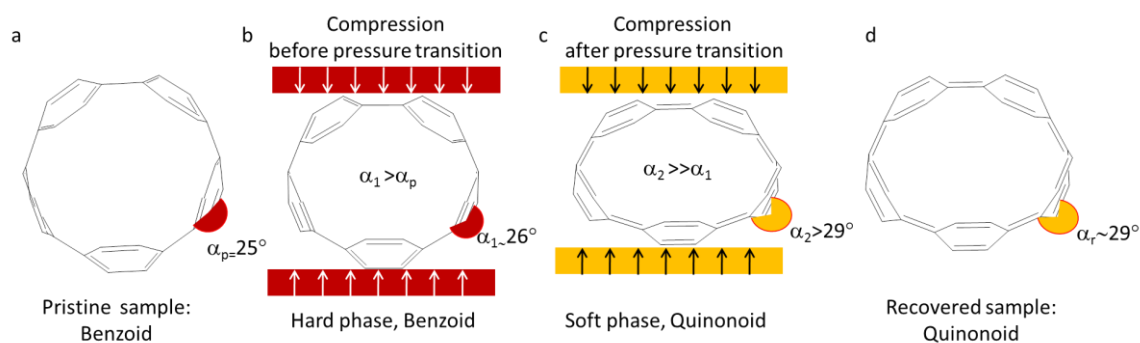 a
b
Compression
before pressure transition
c
Compression
after pressure transition
d
αp=25°
α1>αp
α1~26°
α2>>α1
α2>29°
αr~29°
Pristine sample:
Benzoid
Hard phase, Benzoid
Soft phase, Quinonoid
Recovered sample:
Quinonoid